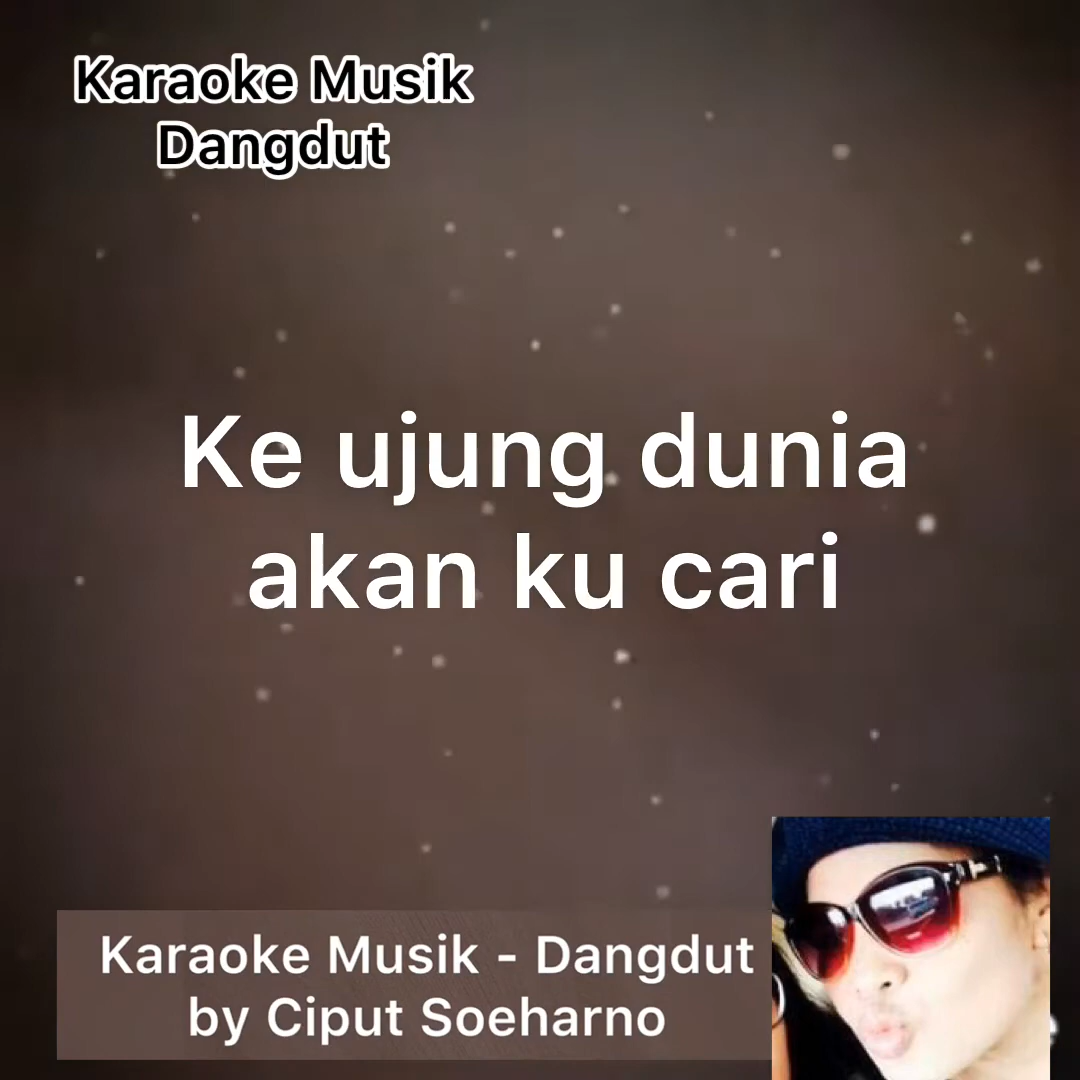 Karaoke Musik
Dangdut
Ke ujung dunia
akan ku cari
Karaoke Musik - Dangdut
by Ciput Soeharno